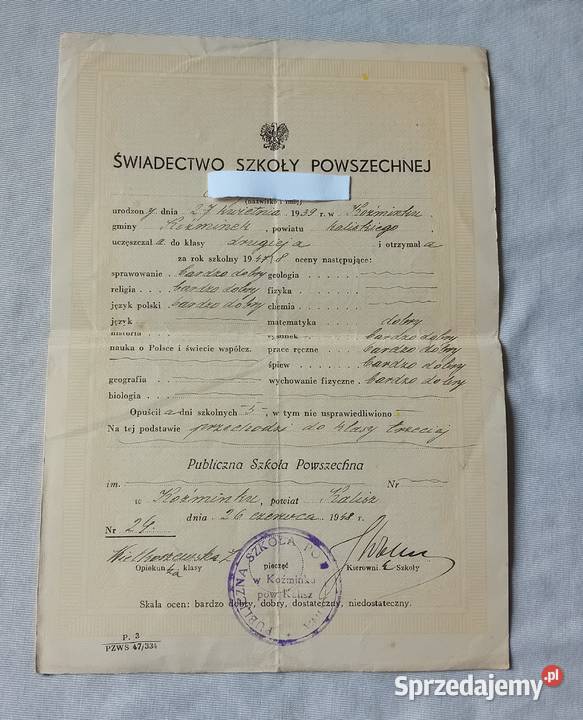 ŚWIADECTWO SZKOŁY POWSZECHNEJ
(nazwisko i imię)
urodzony dnia 27 kwietnia 1939 r. w Koźminku
gminy Koźminek, powiatu kaliskiego
uczęszczała do klasy drugiej a i otrzymała
za rok szkolny 1947/8 oceny następujące:
sprawowanie bardzo dobry geologia
religia bardzo dobry fizyka
język polski bardzo dobry chemia
język matematyka dobry
historia rysunek bardzo dobry
nauka o Polsce i świecie współcz. prace ręczne bardzo dobry
śpiew bardzo dobry
geografia wychowanie fizyczne bardzo dobry
biologia
Opuścił a dni szkolnych -5-, w tym nie usprawiedliwiono
Na tej podstawie przechodzi do klasy trzeciej
Publiczna Szkoła Powszechna
im. Nr
w Koźminku, powiat Kalisz
dnia 26 czerwca 1948 r.
Nr 24
Opiekunka klasy pieczęć Kierownik Szkoły
PUBLICZNA SZKOŁA
w Koźminku
pow. Kalisz
Skala ocen: bardzo dobry, dobry, dostateczny, niedostateczny.
P. 3
PZWS 47/334
Sprzedajemy.pl